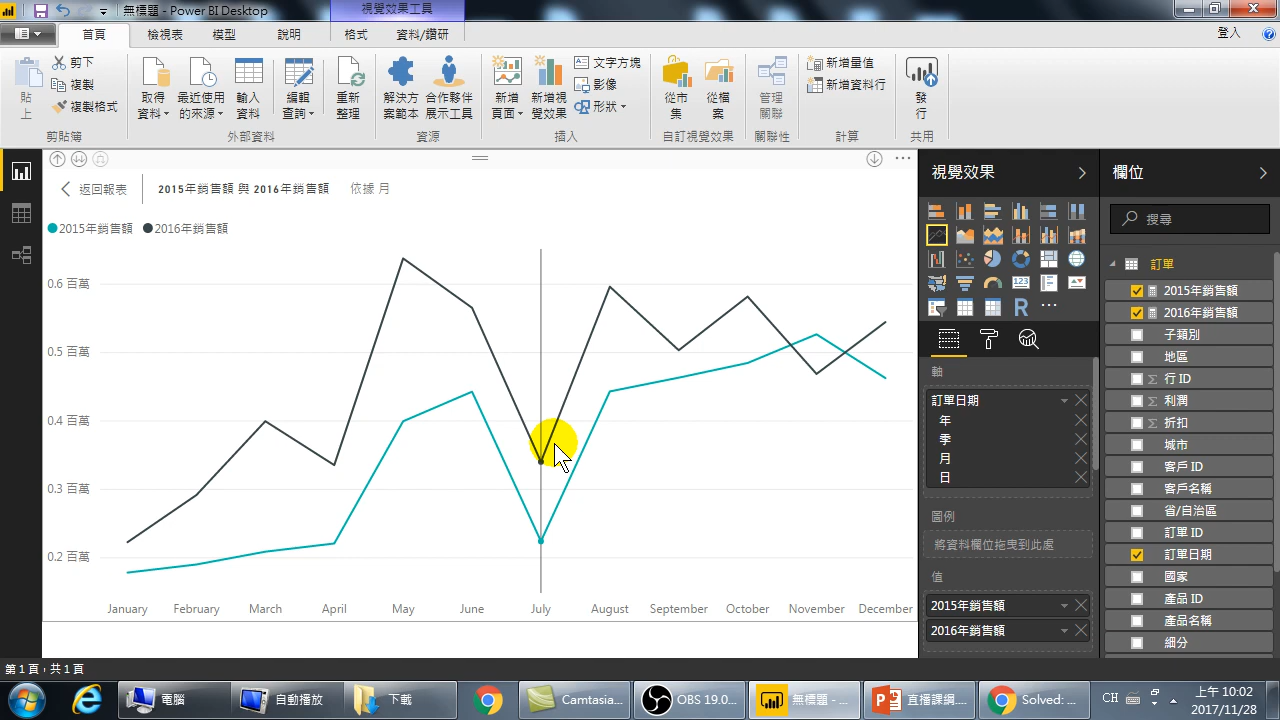 無標題 - Power BI Desktop
視覺效果工具
首頁 檢視表 模型 說明 格式 資料/鑽研 登入
貼上 剪下 複製 複製格式
取得資料 最近使用的來源 輸入資料 編輯查詢 重新整理
解決方案範本 合作夥伴展示工具
新增頁面 新增視覺效果 文字方塊 影像 形狀
從市集 從檔案 管理關聯 新增量值 新增資料行 發行
剪貼簿 外部資料 資源 插入 自訂視覺效果 關聯性 計算 共用
返回報表 2015年銷售額 與 2016年銷售額 依據 月
2015年銷售額 2016年銷售額
0.6 百萬
0.5 百萬
0.4 百萬
0.3 百萬
0.2 百萬
January February March April May June July August September October November December
視覺效果
123
R
軸
訂單日期
年
季
月
日
圖例
將資料欄位拖曳到此處
值
2015年銷售額
2016年銷售額
欄位
搜尋
訂單
2015年銷售額
2016年銷售額
子類別
地區
行 ID
利潤
折扣
城市
客戶 ID
客戶名稱
省/自治區
訂單 ID
訂單日期
國家
產品 ID
產品名稱
細分
第 1 頁，共 1 頁
電腦 自動播放 下載 Camtasia... OBS 19.0... 無標題 - ... 直播課綱.... Solved: ... CH
上午 10:02
2017/11/28